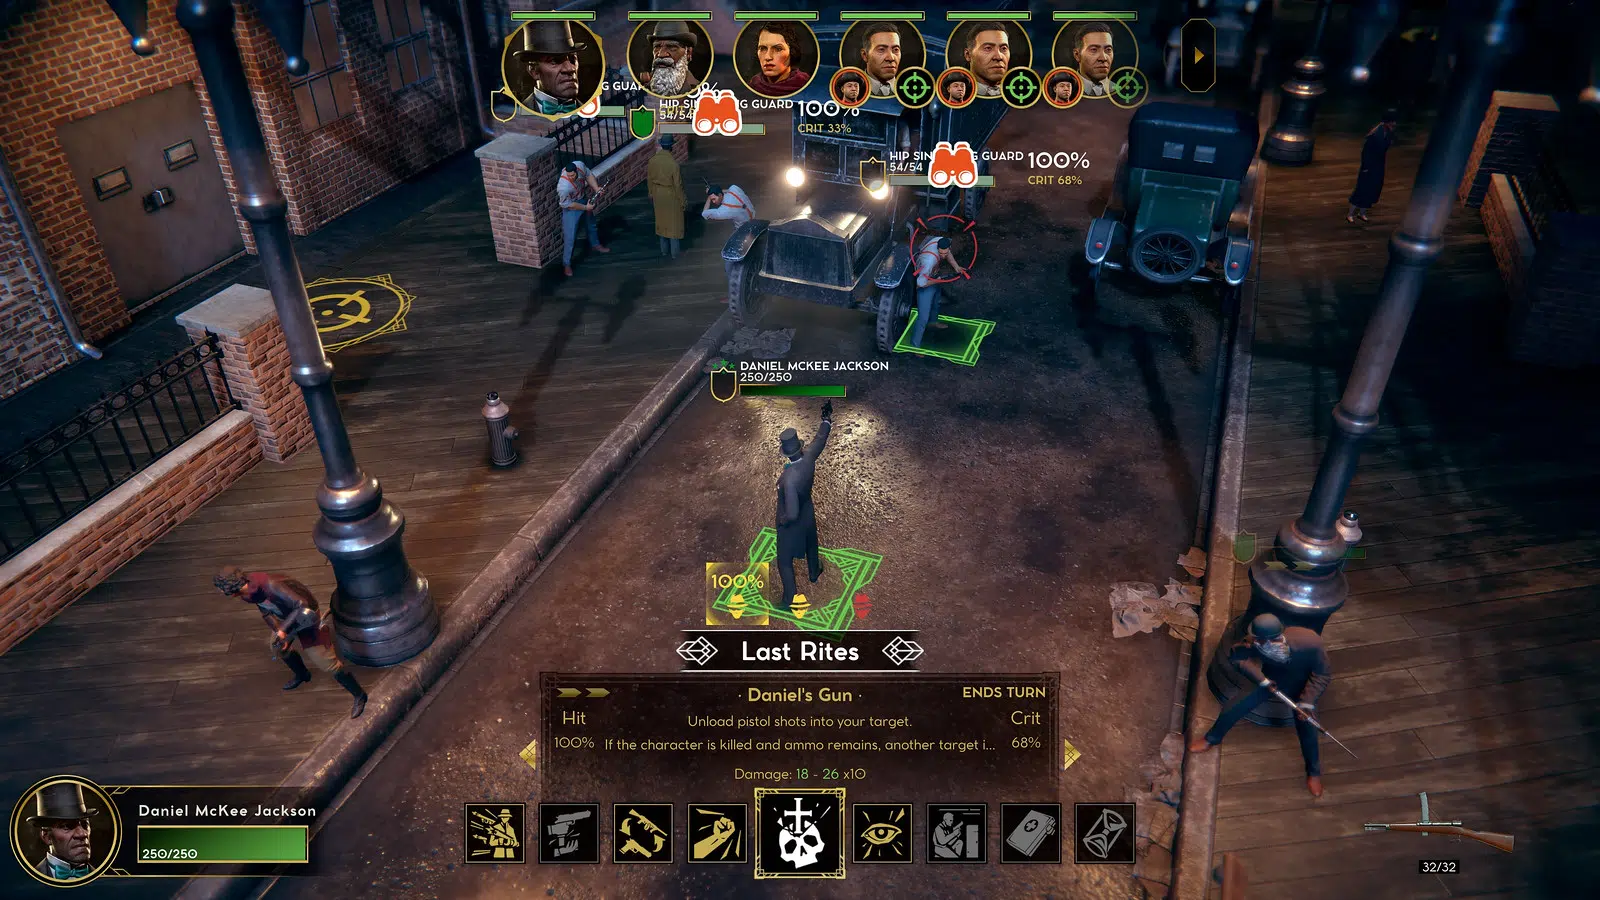 G GUAR
HIP SIN
G GUARD
54/54
100%
CRIT 33%
HIP SIN
G GUARD
54/54
100%
CRIT 68%
DANIEL MCKEE JACKSON
250/250
100%
Last Rites
· Daniel's Gun ·
ENDS TURN
Hit
Unload pistol shots into your target.
Crit
100%
If the character is killed and ammo remains, another target i...
68%
Damage: 18 - 26 x10
Daniel McKee Jackson
250/250
32/32